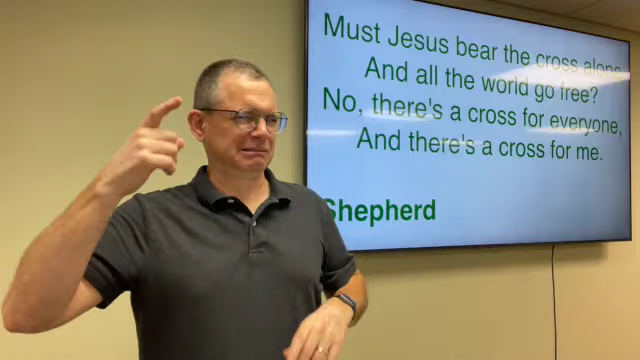 Must Jesus bear the cross alone
And all the world go free?
No, there's a cross for everyone,
And there's a cross for me.
Shepherd